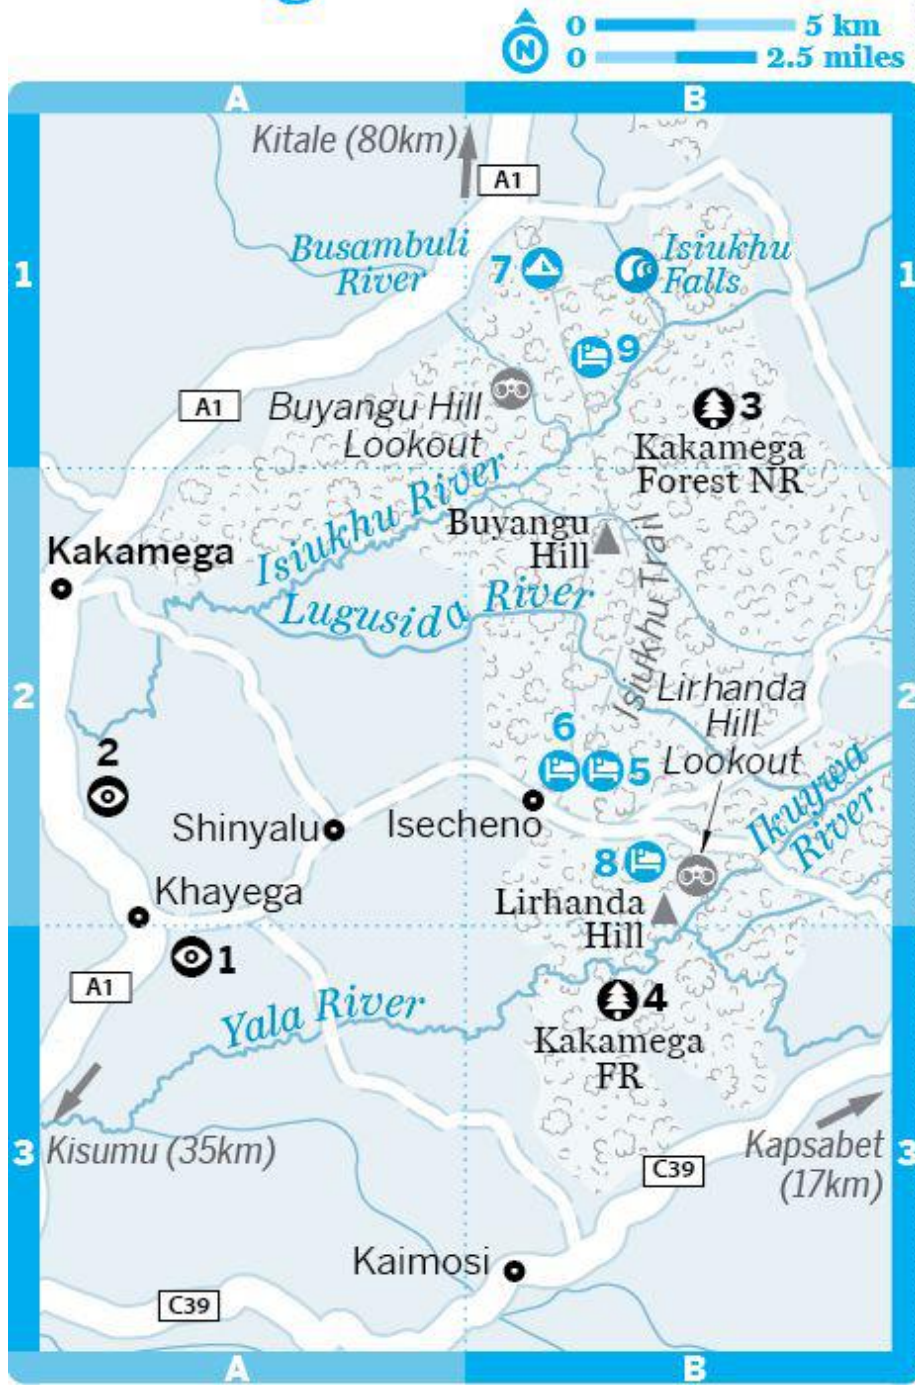 0 5 km
N
0 2.5 miles
A B
Kitale (80km)
A1
Busambuli
River
1
7
Isiukhu
Falls
1
9
A1
Buyangu Hill
Lookout
3
Kakamega
Forest NR
Isiukhu River
Buyangu
Hill
Kakamega
Lugusida River
Isiukhu Trail
2
Lirhanda
Hill
Lookout
2
2
6
5
Ikuywa
River
Shinyalu
Isecheno
8
Khayega
Lirhanda
Hill
1
A1
4
Yala River
Kakamega
FR
3
Kisumu (35km)
C39
Kapsabet
(17km)
3
Kaimosi
C39
A B